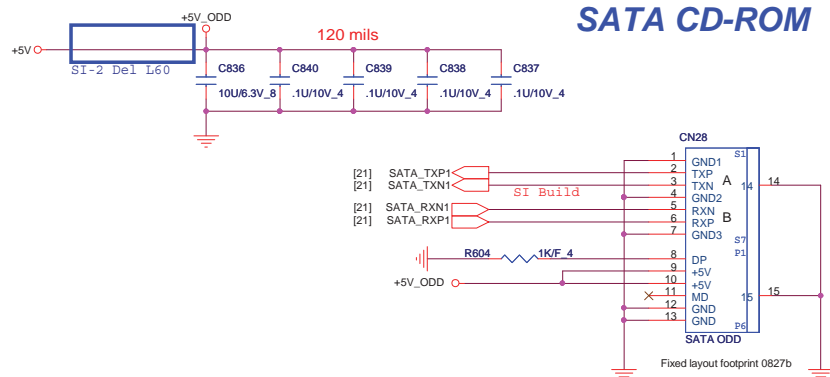 SATA CD-ROM
+5V_ODD
120 mils
+5V
SI-2 Del L60
C836
C840
C839
C838
C837
10U/6.3V_8
.1U/10V_4
.1U/10V_4
.1U/10V_4
.1U/10V_4
CN28
1 GND1 S1
[21] SATA_TXP1 2 TXP
[21] SATA_TXN1 3 TXN A 14 14
SI Build
4 GND2
[21] SATA_RXN1 5 RXN
[21] SATA_RXP1 6 RXP B
7 GND3 S7
P1
R604 1K/F_4 8 DP
9 +5V
+5V_ODD 10 +5V
11 MD 15 15
12 GND
13 GND P6
SATA ODD
Fixed layout footprint 0827b